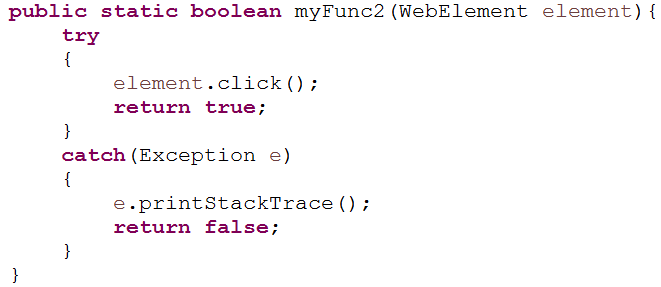 public static boolean myFunc2(WebElement element){
    try
    {
        element.click();
        return true;
    }
    catch(Exception e)
    {
        e.printStackTrace();
        return false;
    }
}